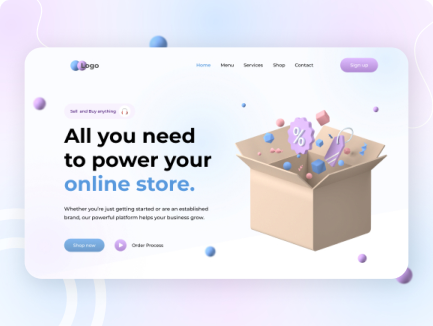 Logo
Home Menu Services Shop Contact Sign up
Sell and Buy anything
%
All you need
to power your
online store.
Whether you're just getting started or are an established
brand, our powerful platform helps your business grow.
Shop now Order Process